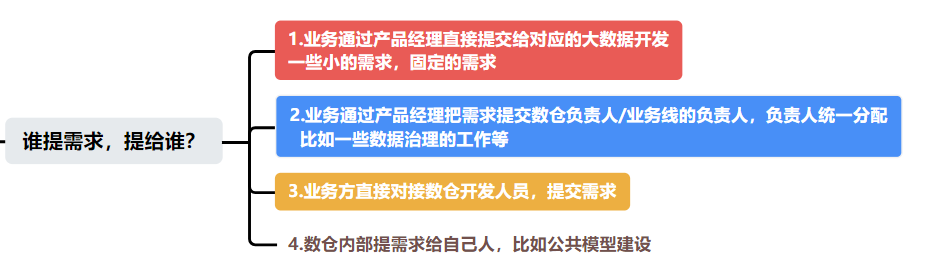 谁提需求，提给谁？
1.业务通过产品经理直接提交给对应的大数据开发
一些小的需求，固定的需求
2.业务通过产品经理把需求提交数仓负责人/业务线的负责人，负责人统一分配
比如一些数据治理的工作等
3.业务方直接对接数仓开发人员，提交需求
4.数仓内部提需求给自己人，比如公共模型建设